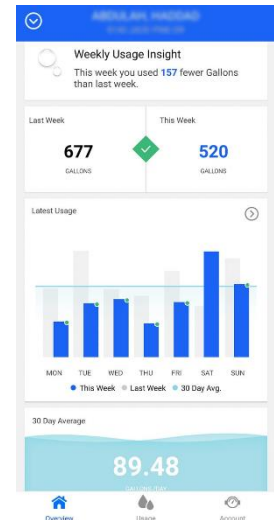 Weekly Usage Insight
This week you used 157 fewer Gallons
than last week.
Last Week
This Week
677
520
GALLONS
GALLONS
Latest Usage
MON TUE WED THU FRI SAT SUN
This Week Last Week 30 Day Avg.
30 Day Average
89.48
GALLONS /DAY
Overview Usage Account